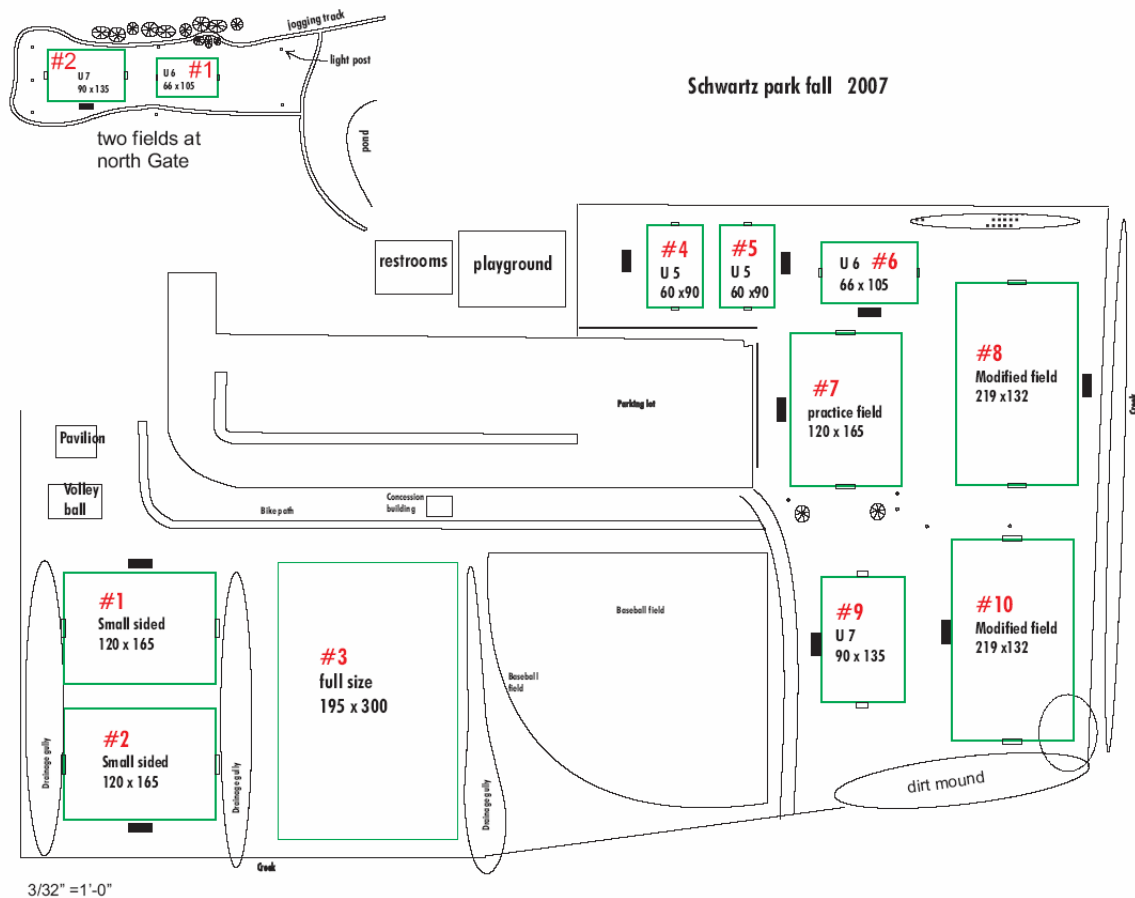 jogging track
#2
U 7
90 x 135
U 6
#1
66 x 105
light post
Schwartz park fall 2007
two fields at
north Gate
pond
restrooms
playground
#4
U 5
60 x90
#5
U 5
60 x90
U 6
#6
66 x 105
#7
practice field
120 x 165
#8
Modified field
219 x132
Creek
Parking lot
Pavilion
Volley
ball
Concession
building
Bike path
#1
Small sided
120 x 165
#2
Small sided
120 x 165
Drainage gully
Drainage gully
#3
full size
195 x 300
Drainage gully
Baseball field
Baseball
field
#9
U 7
90 x 135
#10
Modified field
219 x132
dirt mound
Creek
3/32” =1’-0”